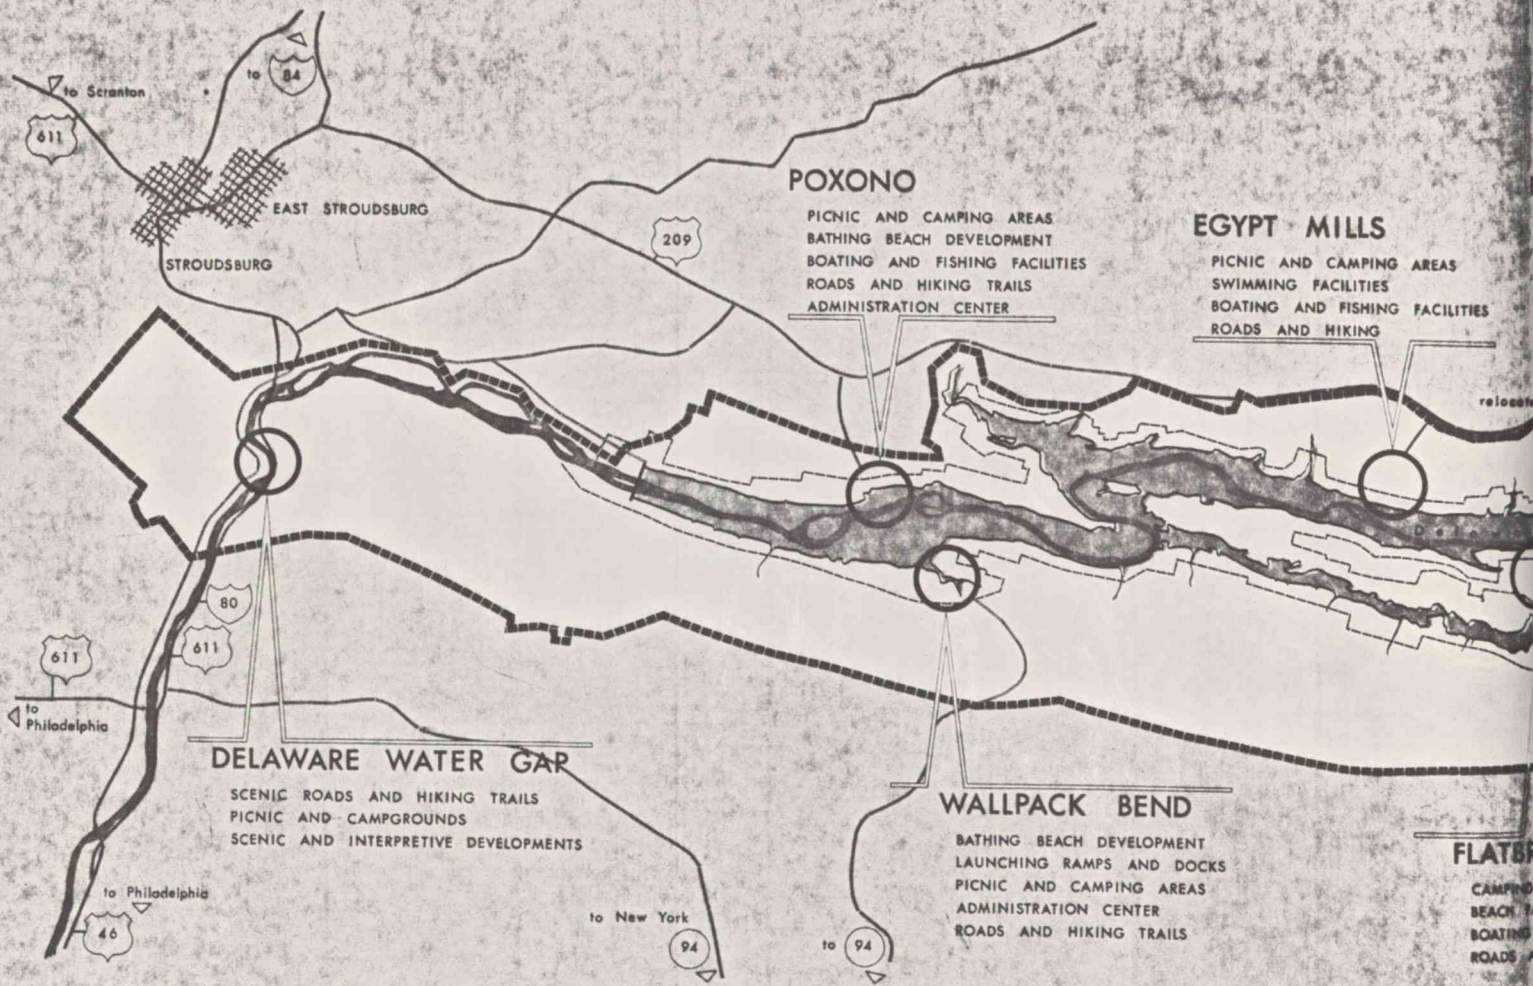 to 84
to Scranton
611
EAST STROUDSBURG
STROUDSBURG
209
POXONO
PICNIC AND CAMPING AREAS
BATHING BEACH DEVELOPMENT
BOATING AND FISHING FACILITIES
ROADS AND HIKING TRAILS
ADMINISTRATION CENTER
EGYPT MILLS
PICNIC AND CAMPING AREAS
SWIMMING FACILITIES
BOATING AND FISHING FACILITIES
ROADS AND HIKING
80
611
611
to
Philadelphia
DELAWARE WATER GAP
SCENIC ROADS AND HIKING TRAILS
PICNIC AND CAMPGROUNDS
SCENIC AND INTERPRETIVE DEVELOPMENTS
to Philadelphia
46
to New York
94
WALLPACK BEND
BATHING BEACH DEVELOPMENT
LAUNCHING RAMPS AND DOCKS
PICNIC AND CAMPING AREAS
ADMINISTRATION CENTER
ROADS AND HIKING TRAILS
to 94
CAMPING
BEACH
BOATING
ROADS